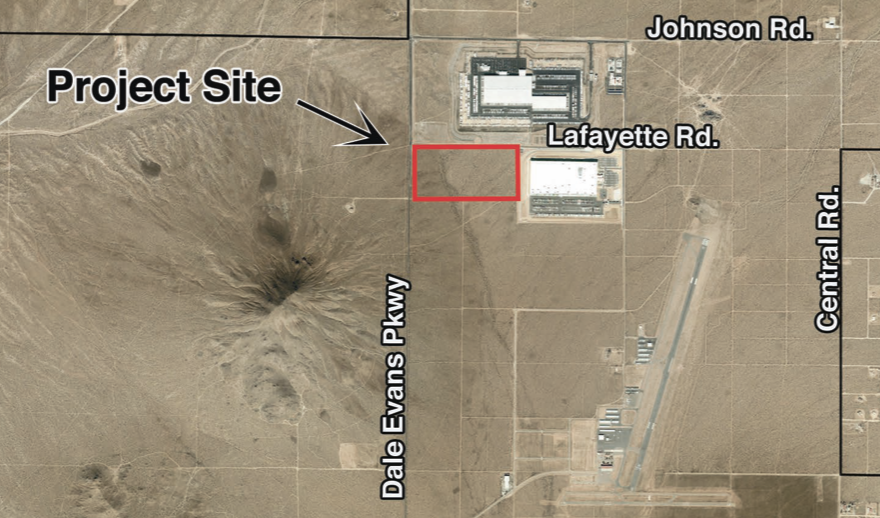 Johnson Rd.
Project Site
Lafayette Rd.
Central Rd.
Dale Evans Pkwy